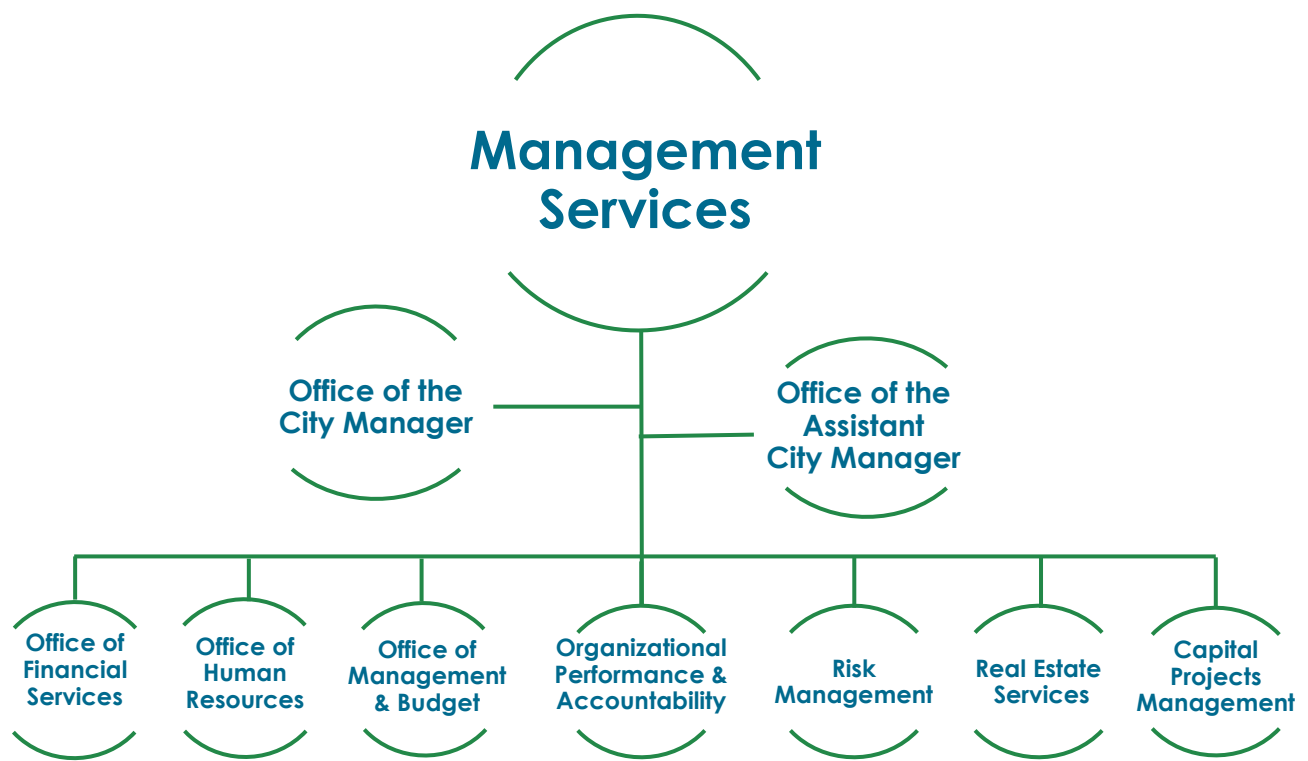 Management
Services
Office of the
City Manager
Office of the
Assistant
City Manager
Office of
Financial
Services
Office of
Human
Resources
Office of
Management
& Budget
Organizational
Performance &
Accountability
Risk
Management
Real Estate
Services
Capital
Projects
Management